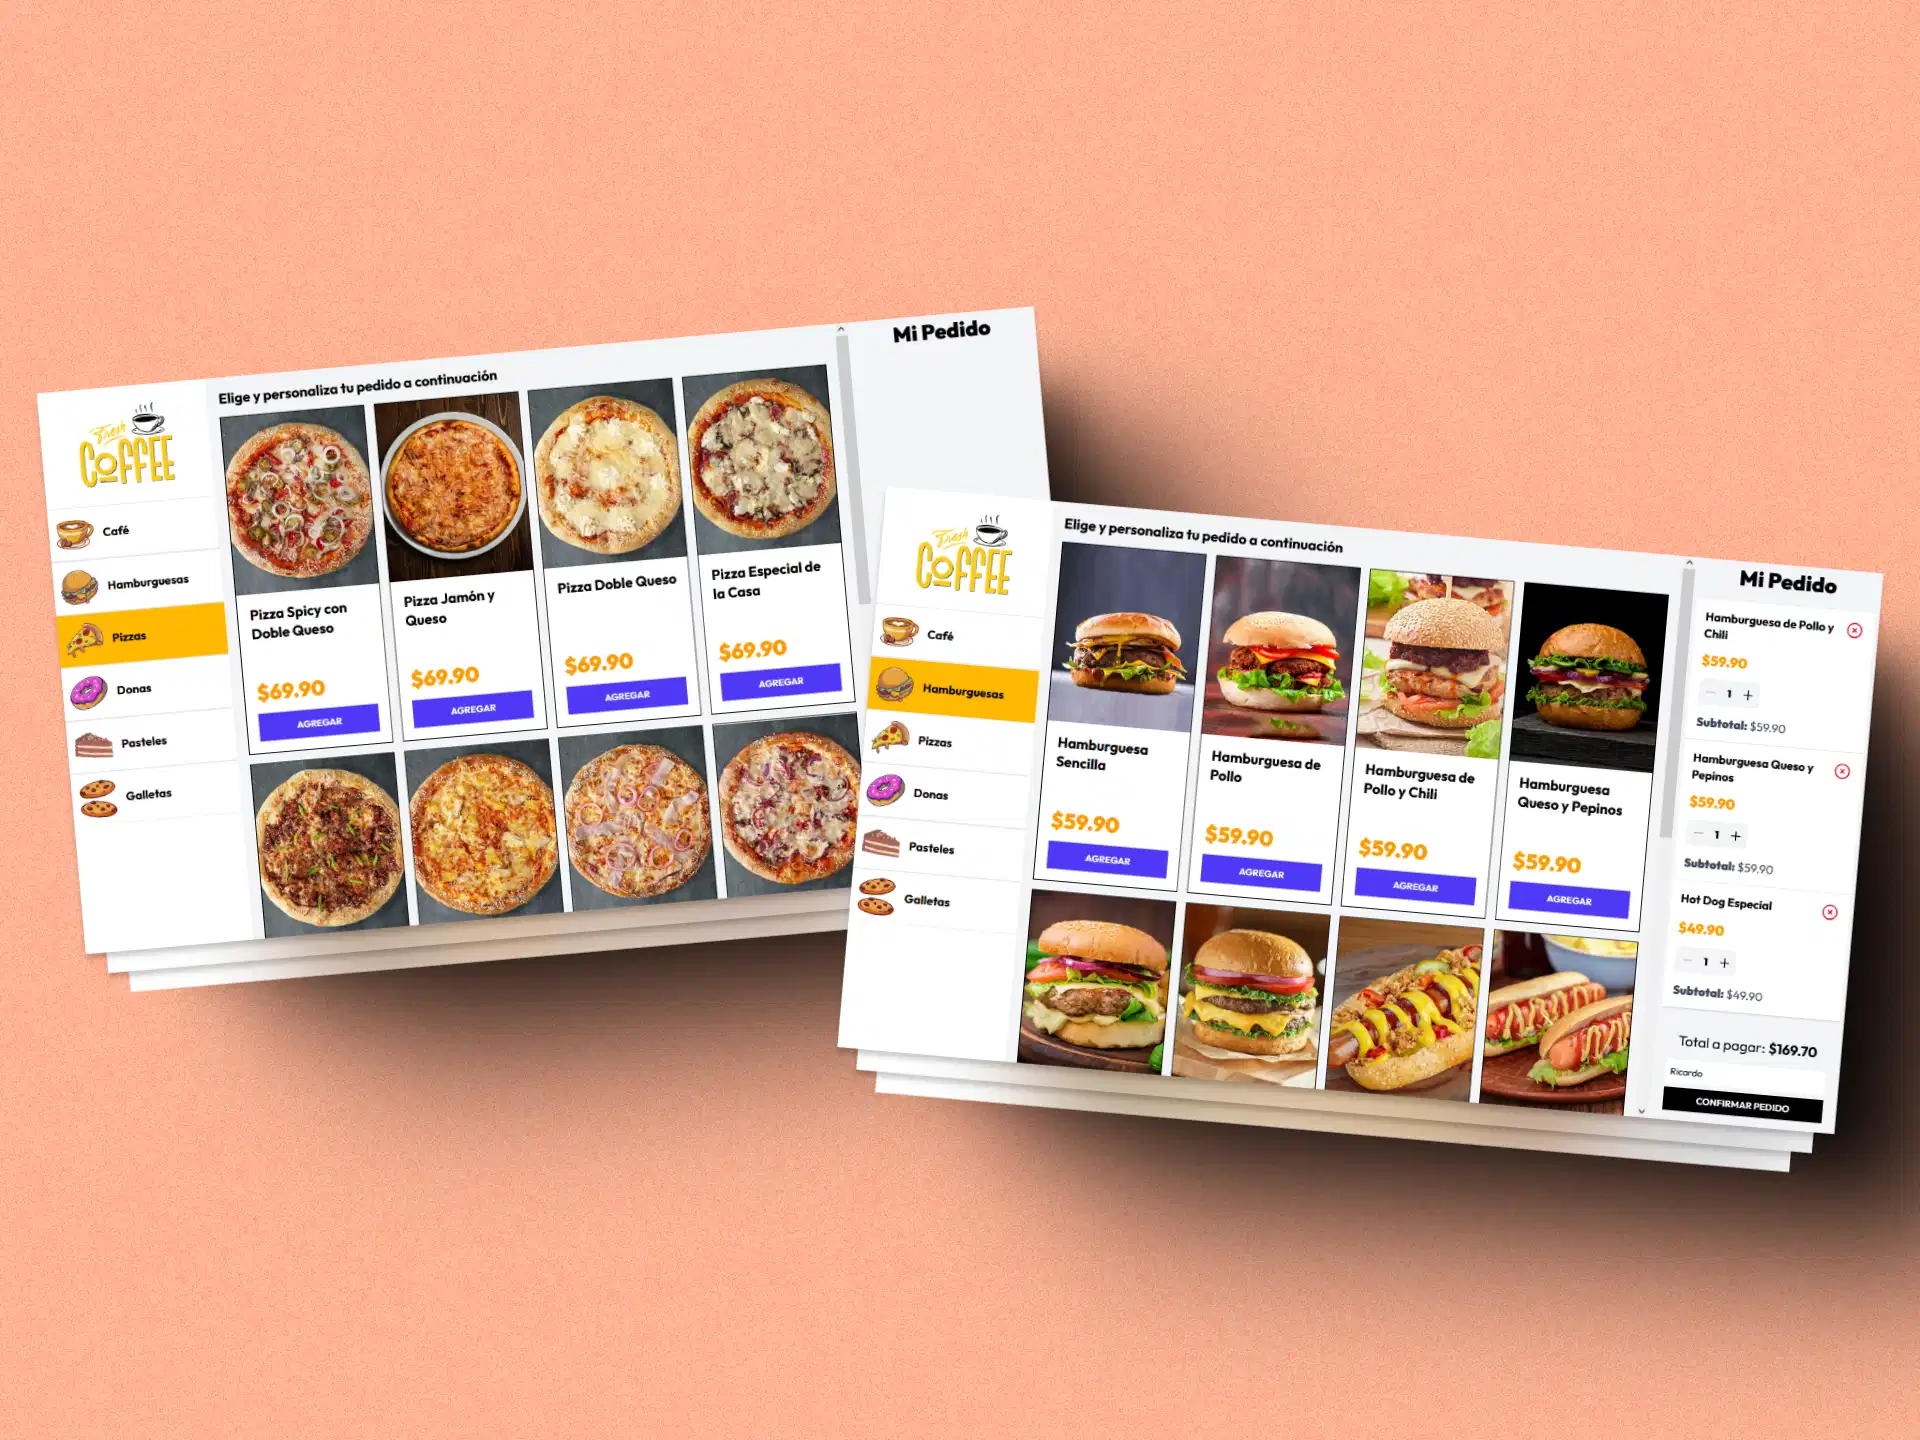 Mi Pedido
Elige y personaliza tu pedido a continuación
Fresh
COFFEE
Café
Hamburguesas
Pizzas
Donas
Pasteles
Galletas
Pizza Spicy con
Doble Queso
$69.90
AGREGAR
Pizza Jamón y
Queso
$69.90
AGREGAR
Pizza Doble Queso
$69.90
AGREGAR
Pizza Especial de
la Casa
$69.90
AGREGAR
Fresh
COFFEE
Café
Hamburguesas
Pizzas
Donas
Pasteles
Galletas
Elige y personaliza tu pedido a continuación
Hamburguesa
Sencilla
$59.90
AGREGAR
Hamburguesa de
Pollo
$59.90
AGREGAR
Hamburguesa de
Pollo y Chili
$59.90
AGREGAR
Hamburguesa
Queso y Pepinos
$59.90
AGREGAR
Mi Pedido
Hamburguesa de Pollo y
Chili
$59.90
1
Subtotal: $59.90
Hamburguesa Queso y
Pepinos
$59.90
1
Subtotal: $59.90
Hot Dog Especial
$49.90
1
Subtotal: $49.90
Total a pagar: $169.70
Ricardo
CONFIRMAR PEDIDO